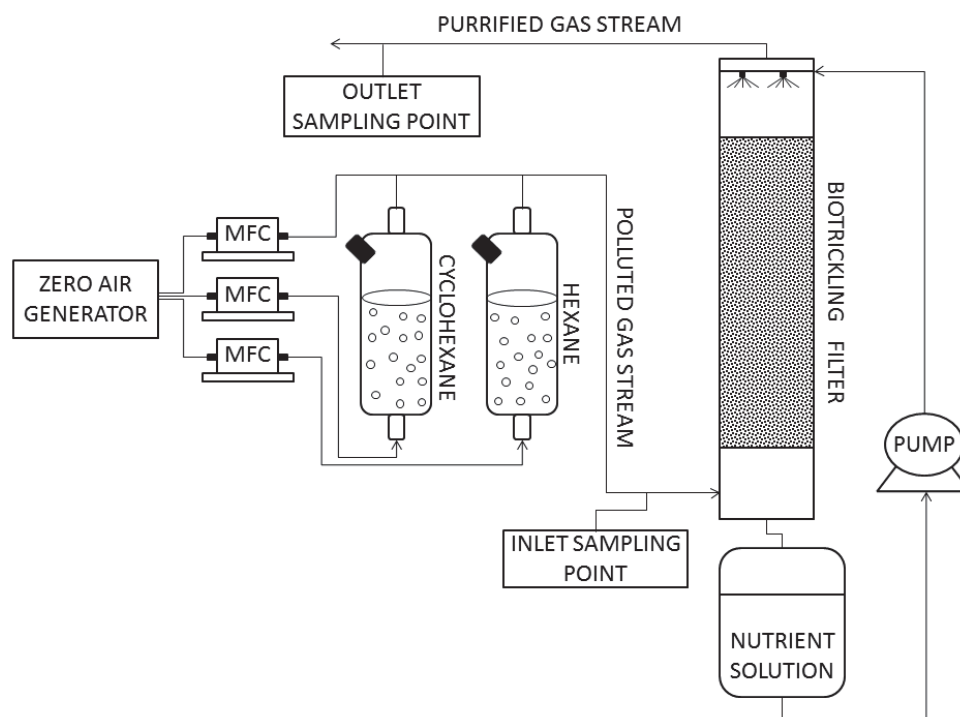 PURRIFIED GAS STREAM
OUTLET
SAMPLING POINT
ZERO AIR
GENERATOR
MFC
MFC
MFC
CYCLOHEXANE
HEXANE
POLLUTED GAS STREAM
BIOTRICKLING FILTER
PUMP
INLET SAMPLING
POINT
NUTRIENT
SOLUTION